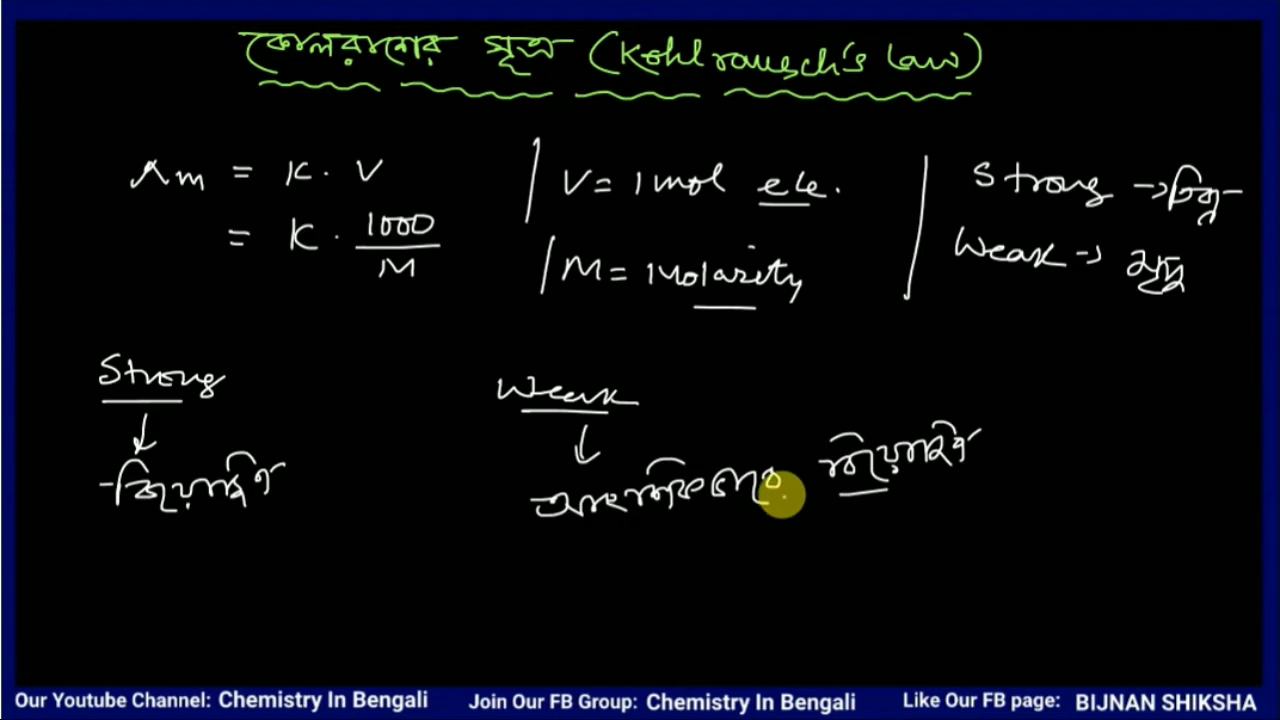 কোলরাশের সূত্র (Kohlrausch's Law)
Λm = K · V
= K · 1000 / M
V = 1 mol ele.
M = Molarity
Strong → তীব্র
Weak → মৃদু
Strong
↓
বিয়োজিত
Weak
↓
আংশিকভাবে বিয়োজিত
Our Youtube Channel: Chemistry In Bengali Join Our FB Group: Chemistry In Bengali Like Our FB page: BIJNAN SHIKSHA